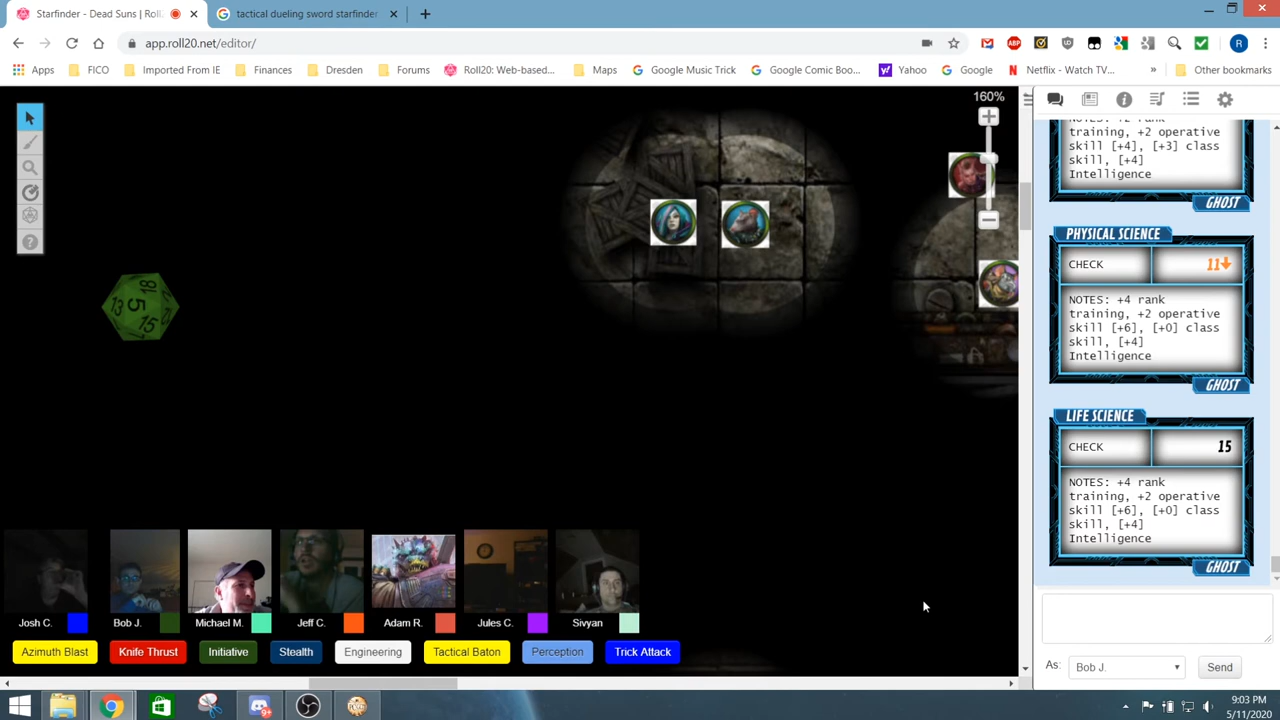 Starfinder - Dead Suns | Roll
tactical dueling sword starfinder
app.roll20.net/editor/
Apps FICO Imported From IE Finances Dresden Forums Roll20: Web-based... Maps Google Music Trick Google Comic Boo... Yahoo Google Netflix - Watch TV... » Other bookmarks
160%
training, +2 operative
skill [+4], [+3] class
skill, [+4]
Intelligence
GHOST
PHYSICAL SCIENCE
CHECK 11
NOTES: +4 rank
training, +2 operative
skill [+6], [+0] class
skill, [+4]
Intelligence
GHOST
LIFE SCIENCE
CHECK 15
NOTES: +4 rank
training, +2 operative
skill [+6], [+0] class
skill, [+4]
Intelligence
GHOST
18
13 5
15
Josh C. Bob J. Michael M. Jeff C. Adam R. Jules C. Sivyan
Azimuth Blast Knife Thrust Initiative Stealth Engineering Tactical Baton Perception Trick Attack
As: Bob J. Send
9:03 PM
5/11/2020